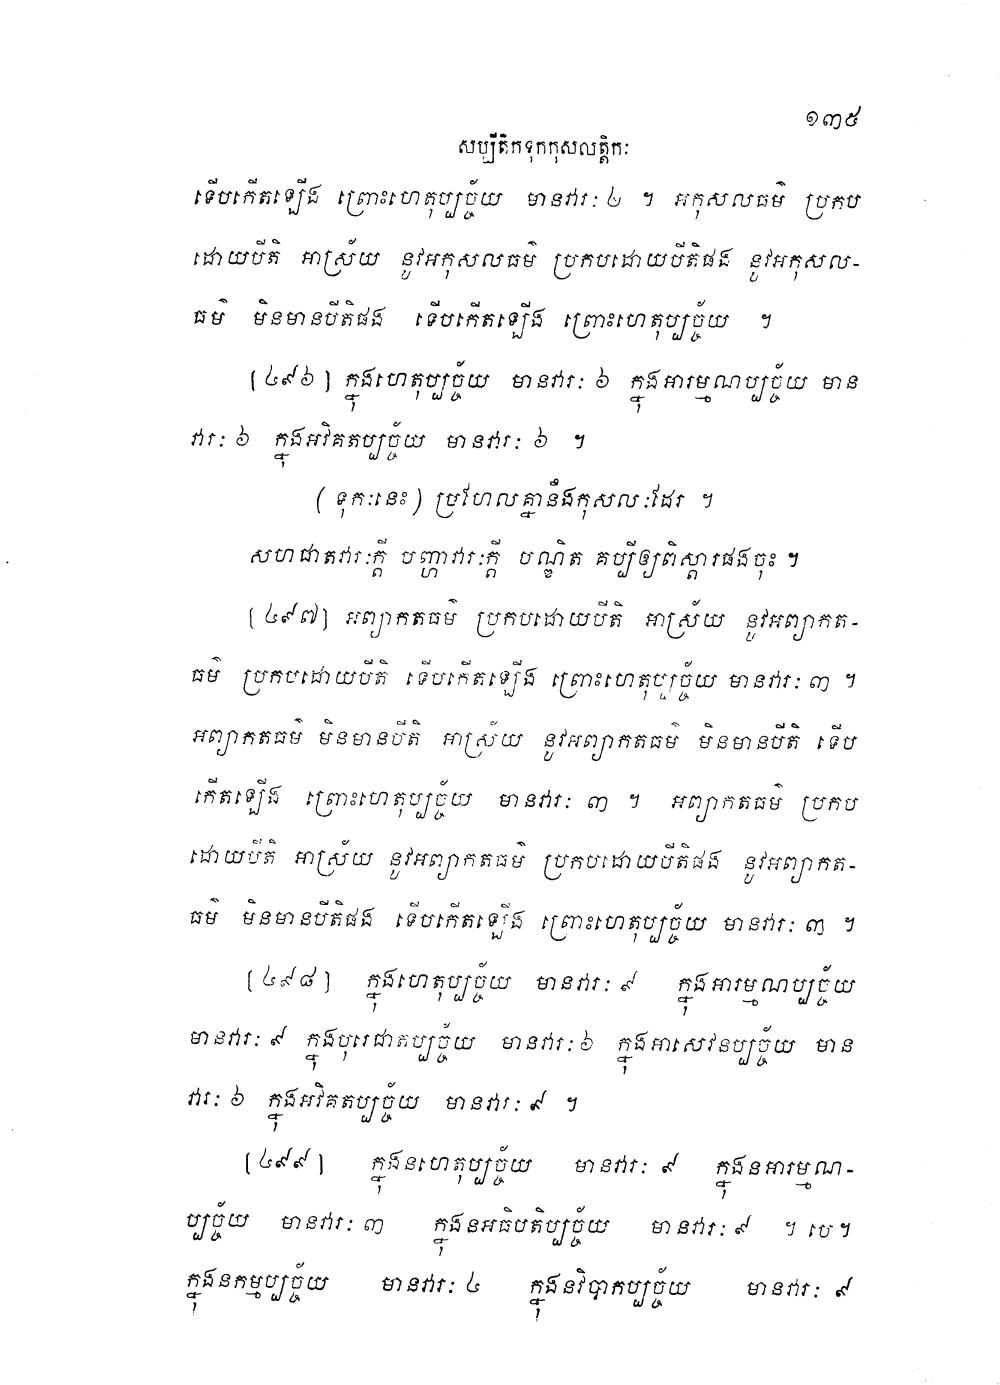 ១៣៥
សប្បីតិកទុកកុសលត្តិកៈ
ទើបកើតឡើង ព្រោះហេតុប្បច្ច័យ មានវារៈ ៤ ។ អកុសលធម៌ ប្រកប
ដោយបីតិ អាស្រ័យ នូវអកុសលធម៌ ប្រកបដោយបីតិផង នូវអកុសល-
ធម៌ មិនមានបីតិផង ទើបកើតឡើង ព្រោះហេតុប្បច្ច័យ ។
[៤៩៦] ក្នុងហេតុប្បច្ច័យ មានវារៈ ៦ ក្នុងអារម្មណប្បច្ច័យ មាន
វារៈ ៦ ក្នុងអវិគតប្បច្ច័យ មានវារៈ ៦ ។
(ទុកៈនេះ) ប្រហែលគ្នានឹងកុសលៈដែរ ។
សហជាតវារៈក្តី បញ្ហាវារៈក្តី បណ្ឌិត គប្បីឲ្យពិស្តារផងចុះ ។
[៤៩៧] អព្យាកតធម៌ ប្រកបដោយបីតិ អាស្រ័យ នូវអព្យាកត-
ធម៌ ប្រកបដោយបីតិ ទើបកើតឡើង ព្រោះហេតុប្បច្ច័យ មានវារៈ ៣ ។
អព្យាកតធម៌ មិនមានបីតិ អាស្រ័យ នូវអព្យាកតធម៌ មិនមានបីតិ ទើប
កើតឡើង ព្រោះហេតុប្បច្ច័យ មានវារៈ ៣ ។ អព្យាកតធម៌ ប្រកប
ដោយបីតិ អាស្រ័យ នូវអព្យាកតធម៌ ប្រកបដោយបីតិផង នូវអព្យាកត-
ធម៌ មិនមានបីតិផង ទើបកើតឡើង ព្រោះហេតុប្បច្ច័យ មានវារៈ ៣ ។
[៤៩៨] ក្នុងហេតុប្បច្ច័យ មានវារៈ ៩ ក្នុងអារម្មណប្បច្ច័យ
មានវារៈ ៩ ក្នុងបុរេជាតប្បច្ច័យ មានវារៈ ៦ ក្នុងអាសេវនប្បច្ច័យ មាន
វារៈ ៦ ក្នុងអវិគតប្បច្ច័យ មានវារៈ ៩ ។
[៤៩៩] ក្នុងនហេតុប្បច្ច័យ មានវារៈ ៩ ក្នុងនអារម្មណ-
ប្បច្ច័យ មានវារៈ ៣ ក្នុងនអធិបតិប្បច្ច័យ មានវារៈ ៩ ។ បេ។
ក្នុងនកម្មប្បច្ច័យ មានវារៈ ៤ ក្នុងនវិបាកប្បច្ច័យ មានវារៈ ៩